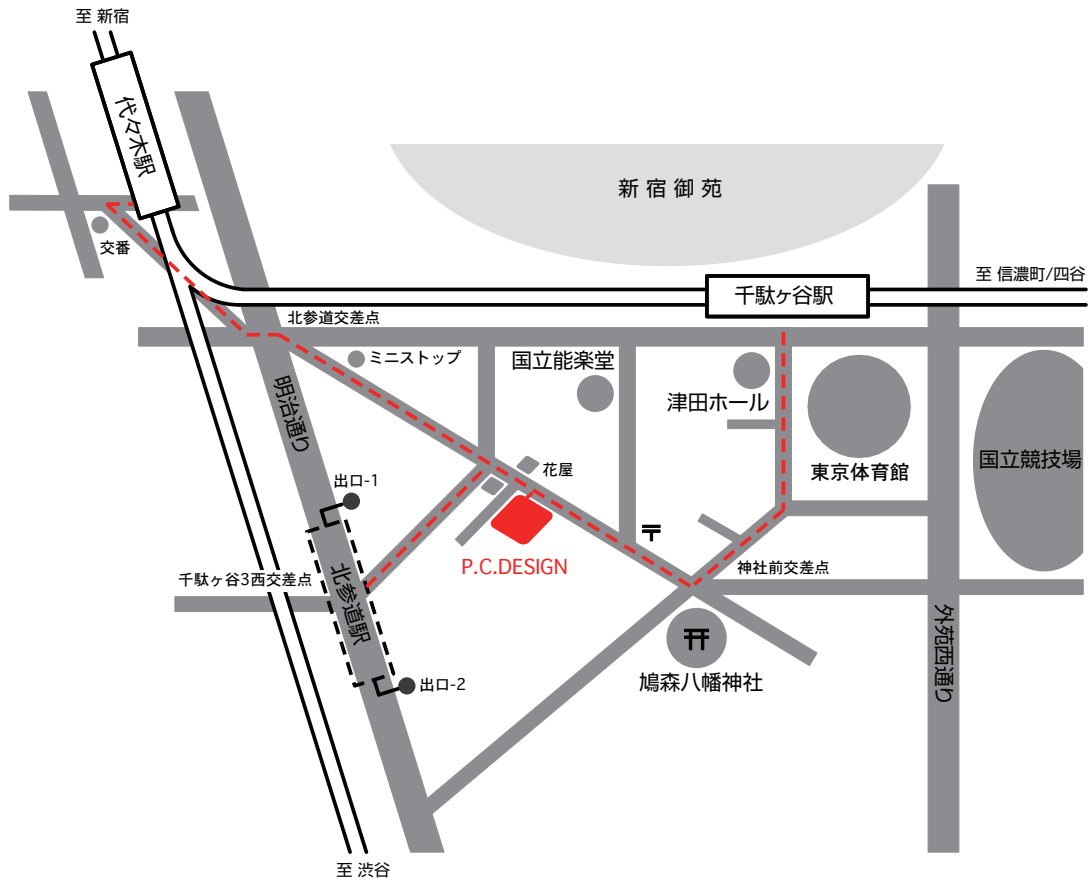 至 新宿
代々木駅
新宿御苑
交番
至 信濃町/四谷
千駄ヶ谷駅
北参道交差点
ミニストップ
国立能楽堂
津田ホール
明治通り
東京体育館
国立競技場
花屋
出口-1
〒
P.C.DESIGN
神社前交差点
千駄ヶ谷3西交差点
北参道駅
外苑西通り
出口-2
鳩森八幡神社
至 渋谷